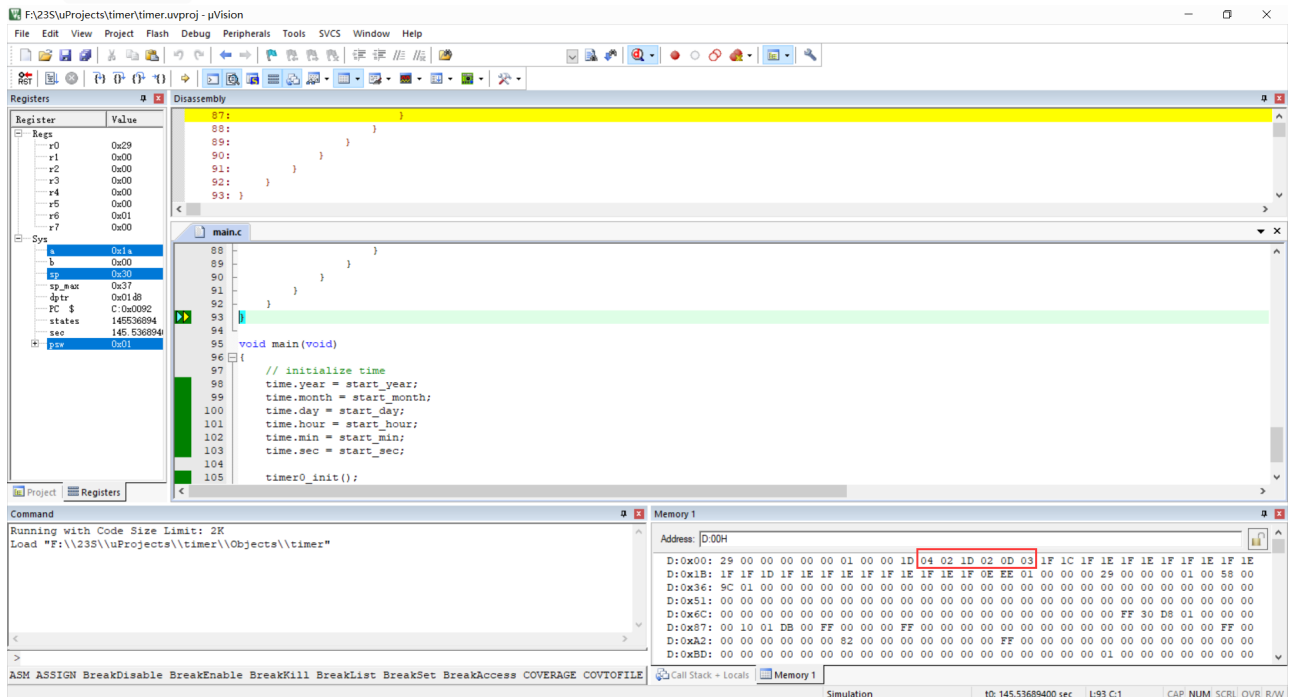 F:\23S\uProjects\timer\timer.uvproj - µVision
File Edit View Project Flash Debug Peripherals Tools SVCS Window Help
Registers
Register Value
Regs
r0 0x29
r1 0x00
r2 0x00
r3 0x00
r4 0x00
r5 0x00
r6 0x01
r7 0x00
Sys
a 0x1a
b 0x00
sp 0x30
sp_max 0x37
dptr 0x01d8
PC $ C:0x0092
states 145536894
sec 145.536894
psw 0x01
Project Registers
Disassembly
87: }
88: }
89: }
90: }
91: }
92: }
93: }
main.c
88 }
89 }
90 }
91 }
92 }
93 }
94
95 void main(void)
96 {
97 // initialize time
98 time.year = start_year;
99 time.month = start_month;
100 time.day = start_day;
101 time.hour = start_hour;
102 time.min = start_min;
103 time.sec = start_sec;
104
105 timer0_init();
Command
Running with Code Size Limit: 2K
Load "F:\\23S\\uProjects\\timer\\Objects\\timer"
>
ASM ASSIGN BreakDisable BreakEnable BreakKill BreakList BreakSet BreakAccess COVERAGE COVTOFILE
Memory 1
Address: D:00H
D:0x00: 29 00 00 00 00 00 01 00 00 1D 04 02 1D 02 0D 03 1F 1C 1F 1E 1F 1E 1F 1F 1E 1F 1E
D:0x1B: 1F 1F 1D 1F 1E 1F 1E 1F 1F 1E 1F 1E 1F 0E EE 01 00 00 00 29 00 00 00 01 00 58 00
D:0x36: 9C 01 00 00 00 00 00 00 00 00 00 00 00 00 00 00 00 00 00 00 00 00 00 00 00 00 00
D:0x51: 00 00 00 00 00 00 00 00 00 00 00 00 00 00 00 00 00 00 00 00 00 00 00 00 00 00 00
D:0x6C: 00 00 00 00 00 00 00 00 00 00 00 00 00 00 00 00 00 00 00 00 FF 30 D8 01 00 00 00
D:0x87: 00 10 01 DB 00 FF 00 00 00 FF 00 00 00 00 00 00 00 00 00 00 00 00 00 00 00 FF 00
D:0xA2: 00 00 00 00 00 00 82 00 00 00 00 00 00 00 FF 00 00 00 00 00 00 00 00 00 00 00 00
D:0xBD: 00 00 00 00 00 00 00 00 00 00 00 00 00 00 00 00 00 00 00 00 01 00 00 00 00 00 00
Call Stack + Locals Memory 1
Simulation t0: 145.53689400 sec L:93 C:1 CAP NUM SCRL OVR R/W